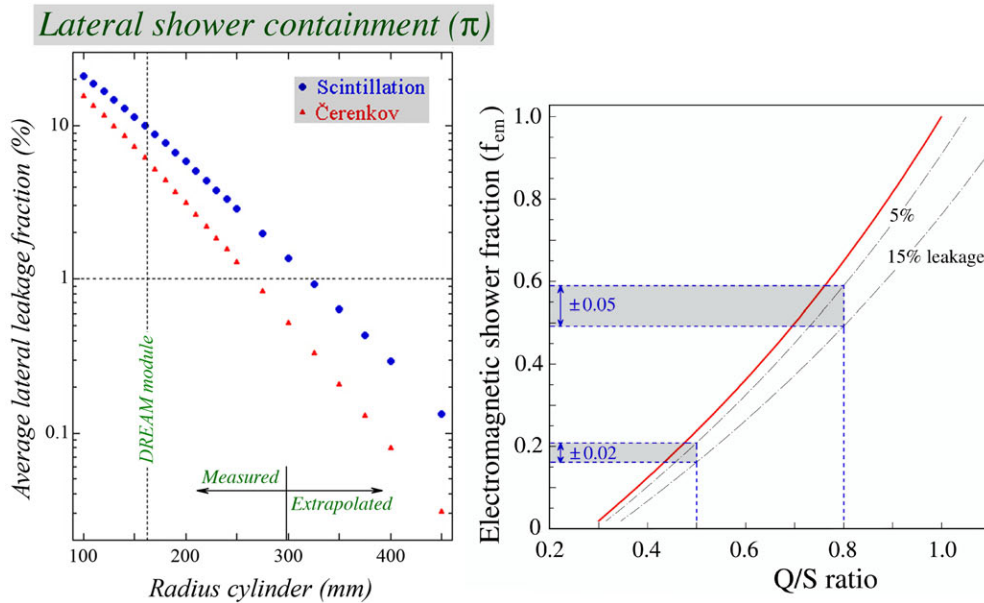 Lateral shower containment (π)
Average lateral leakage fraction (%)
10
1
0.1
Scintillation
Čerenkov
DREAM module
Measured
Extrapolated
100
200
300
400
Radius cylinder (mm)
Electromagnetic shower fraction (fem)
1.0
0.8
0.6
0.4
0.2
0
5%
15% leakage
±0.05
±0.02
0.2
0.4
0.6
0.8
1.0
Q/S ratio